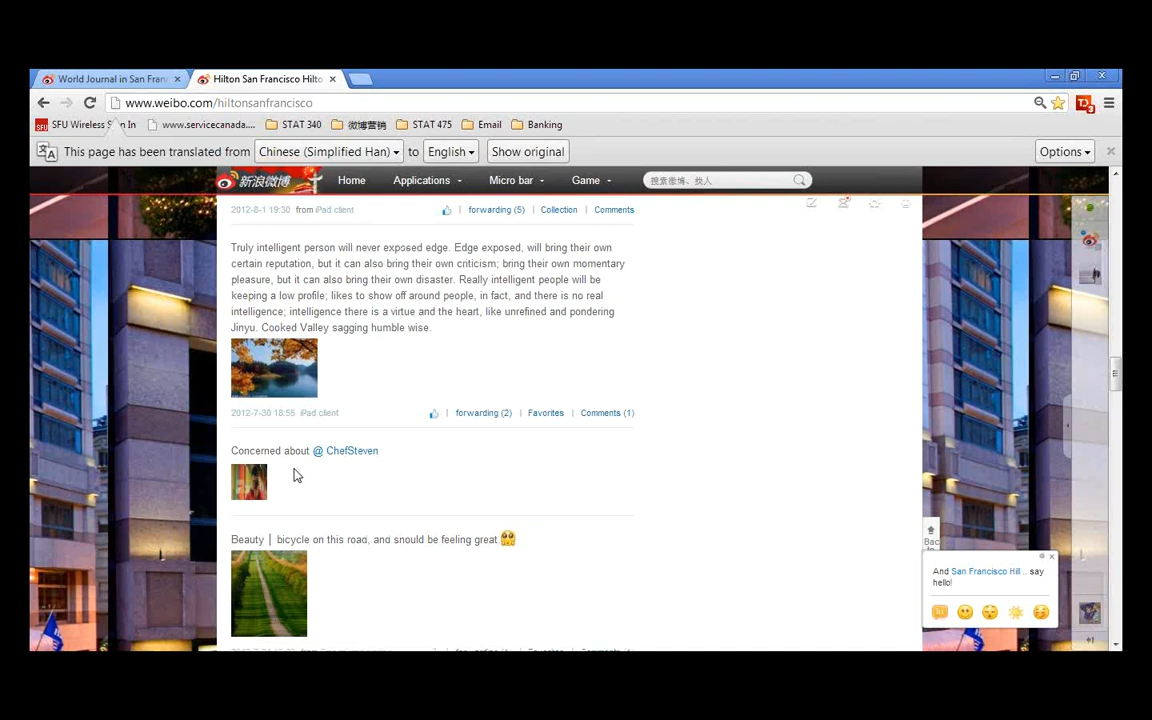 World Journal in San Fran
Hilton San Francisco Hilto
www.weibo.com/hiltonsanfrancisco
SFU Wireless Sign In
www.servicecanada....
STAT 340
微博营销
STAT 475
Email
Banking
This page has been translated from Chinese (Simplified Han) to English Show original Options
新浪微博 Home Applications Micro bar Game 搜索微博、找人
2012-8-1 19:30 from iPad client forwarding (5) | Collection | Comments
Truly intelligent person will never exposed edge. Edge exposed, will bring their own
certain reputation, but it can also bring their own criticism; bring their own momentary
pleasure, but it can also bring their own disaster. Really intelligent people will be
keeping a low profile; likes to show off around people, in fact, and there is no real
intelligence; intelligence there is a virtue and the heart, like unrefined and pondering
Jinyu. Cooked Valley sagging humble wise.
2012-7-30 18:55 iPad client | forwarding (2) | Favorites | Comments (1)
Concerned about @ ChefSteven
Beauty | bicycle on this road, and should be feeling great
Bac
And San Francisco Hill .. say
hello!